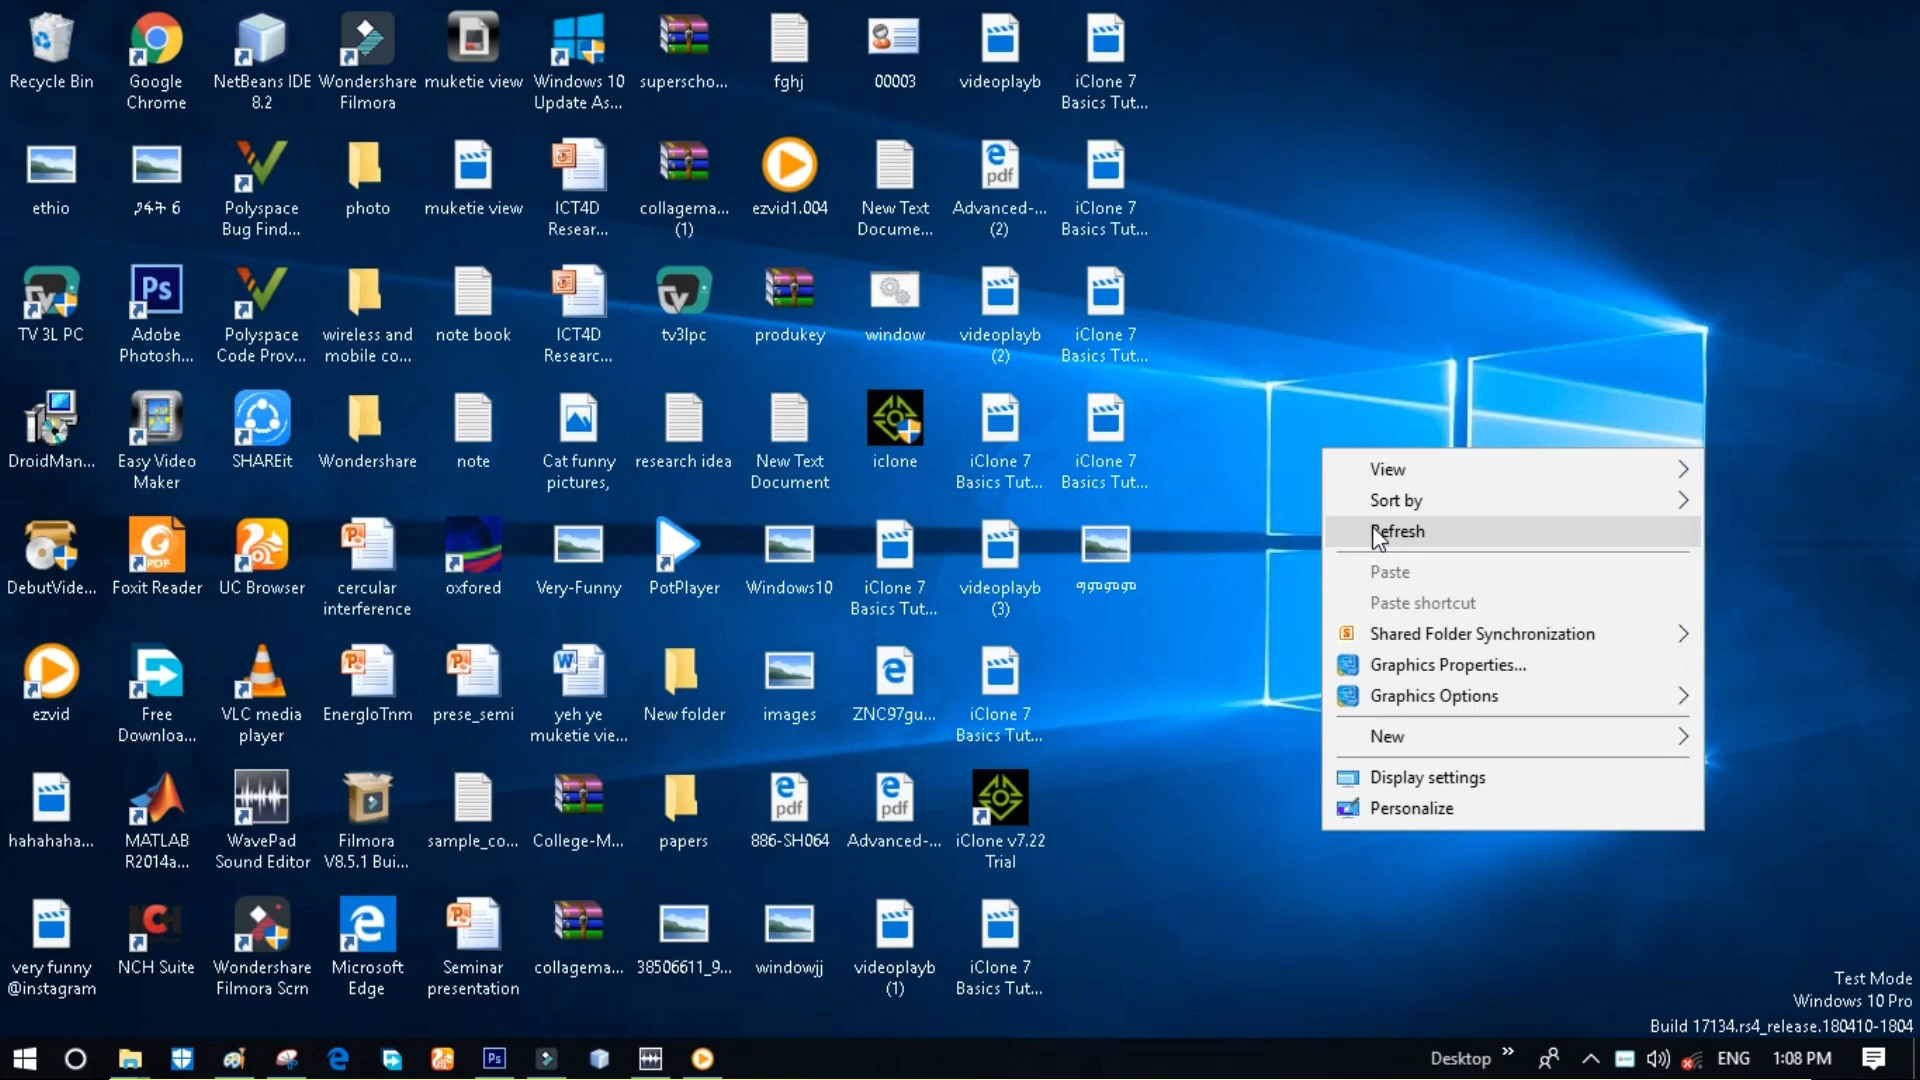 Recycle Bin
Google
Chrome
NetBeans IDE
8.2
Wondershare
Filmora
muketie view
Windows 10
Update As...
superscho...
fghj
00003
videoplayb
iClone 7
Basics Tut...
ethio
ዶላት 6
Polyspace
Bug Find...
photo
muketie view
ICT4D
Resear...
collagema...
(1)
ezvid1.004
New Text
Docume...
pdf
Advanced-...
(2)
iClone 7
Basics Tut...
TV 3L PC
Ps
Adobe
Photosh...
Polyspace
Code Prov...
wireless and
mobile co...
note book
ICT4D
Researc...
tv3lpc
produkey
window
videoplayb
(2)
iClone 7
Basics Tut...
DroidMan...
Easy Video
Maker
SHAREit
Wondershare
note
Cat funny
pictures,
research idea
New Text
Document
iclone
iClone 7
Basics Tut...
iClone 7
Basics Tut...
DebutVide...
PDF
Foxit Reader
UC Browser
cercular
interference
oxfored
Very-Funny
PotPlayer
Windows10
iClone 7
Basics Tut...
videoplayb
(3)
ezvid
Free
Downloa...
VLC media
player
EnergloTnm
prese_semi
yeh ye
muketie vie...
New folder
images
ZNC97gu...
iClone 7
Basics Tut...
hahahaha...
MATLAB
R2014a...
WavePad
Sound Editor
Filmora
V8.5.1 Bui...
sample_co...
College-M...
papers
pdf
886-SH064
pdf
Advanced-...
iClone v7.22
Trial
very funny
@instagram
NCH
NCH Suite
Wondershare
Filmora Scrn
Microsoft
Edge
Seminar
presentation
collagema...
38506611_9...
windowjj
videoplayb
(1)
iClone 7
Basics Tut...
View
Sort by
Refresh
Paste
Paste shortcut
Shared Folder Synchronization
Graphics Properties...
Graphics Options
New
Display settings
Personalize
Test Mode
Windows 10 Pro
Build 17134.rs4_release.180410-1804
Ps
Desktop
ENG
1:08 PM